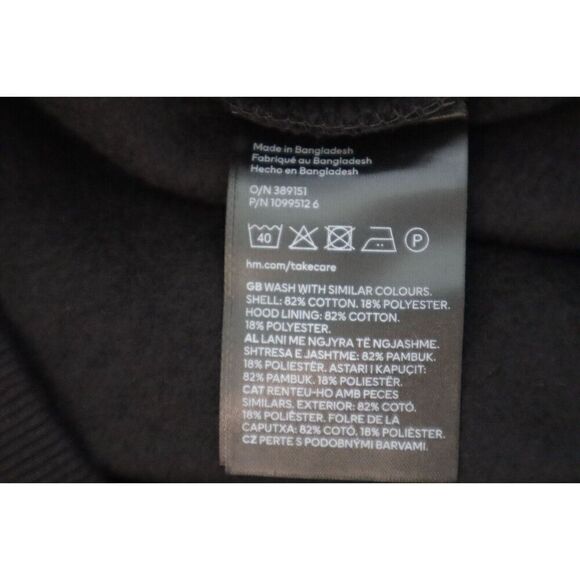 Made in Bangladesh
Fabriqué au Bangladesh
Hecho en Bangladesh
O/N 389151
P/N 1099512 6
40 P
hm.com/takecare
GB WASH WITH SIMILAR COLOURS.
SHELL: 82% COTTON. 18% POLYESTER.
HOOD LINING: 82% COTTON.
18% POLYESTER.
AL LANI ME NGJYRA TË NGJASHME.
SHTRESA E JASHTME: 82% PAMBUK.
18% POLIESTËR. ASTARI I KAPUÇIT:
82% PAMBUK. 18% POLIESTËR.
CAT RENTEU-HO AMB PECES
SIMILARS. EXTERIOR: 82% COTÓ.
18% POLIÈSTER. FOLRE DE LA
CAPUTXA: 82% COTÓ. 18% POLIÈSTER.
CZ PERTE S PODOBNÝMI BARVAMI.